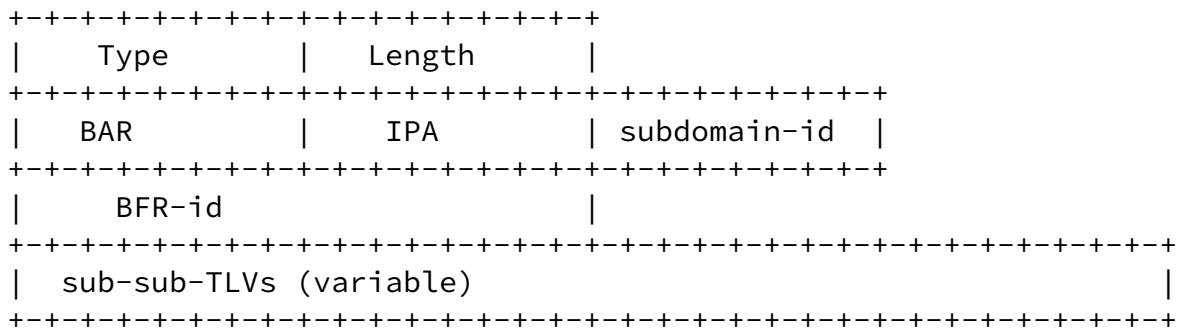 +-+-+-+-+-+-+-+-+-+-+-+-+-+-+-+-+
|     Type       |   Length       |
+-+-+-+-+-+-+-+-+-+-+-+-+-+-+-+-+-+-+-+-+-+-+-+-+
|    BAR         |    IPA         | subdomain-id  |
+-+-+-+-+-+-+-+-+-+-+-+-+-+-+-+-+-+-+-+-+-+-+-+-+
|      BFR-id                     |
+-+-+-+-+-+-+-+-+-+-+-+-+-+-+-+-+-+-+-+-+-+-+-+-+-+-+-+-+-+-+-+-+
|   sub-sub-TLVs (variable)                                       |
+-+-+-+-+-+-+-+-+-+-+-+-+-+-+-+-+-+-+-+-+-+-+-+-+-+-+-+-+-+-+-+-+